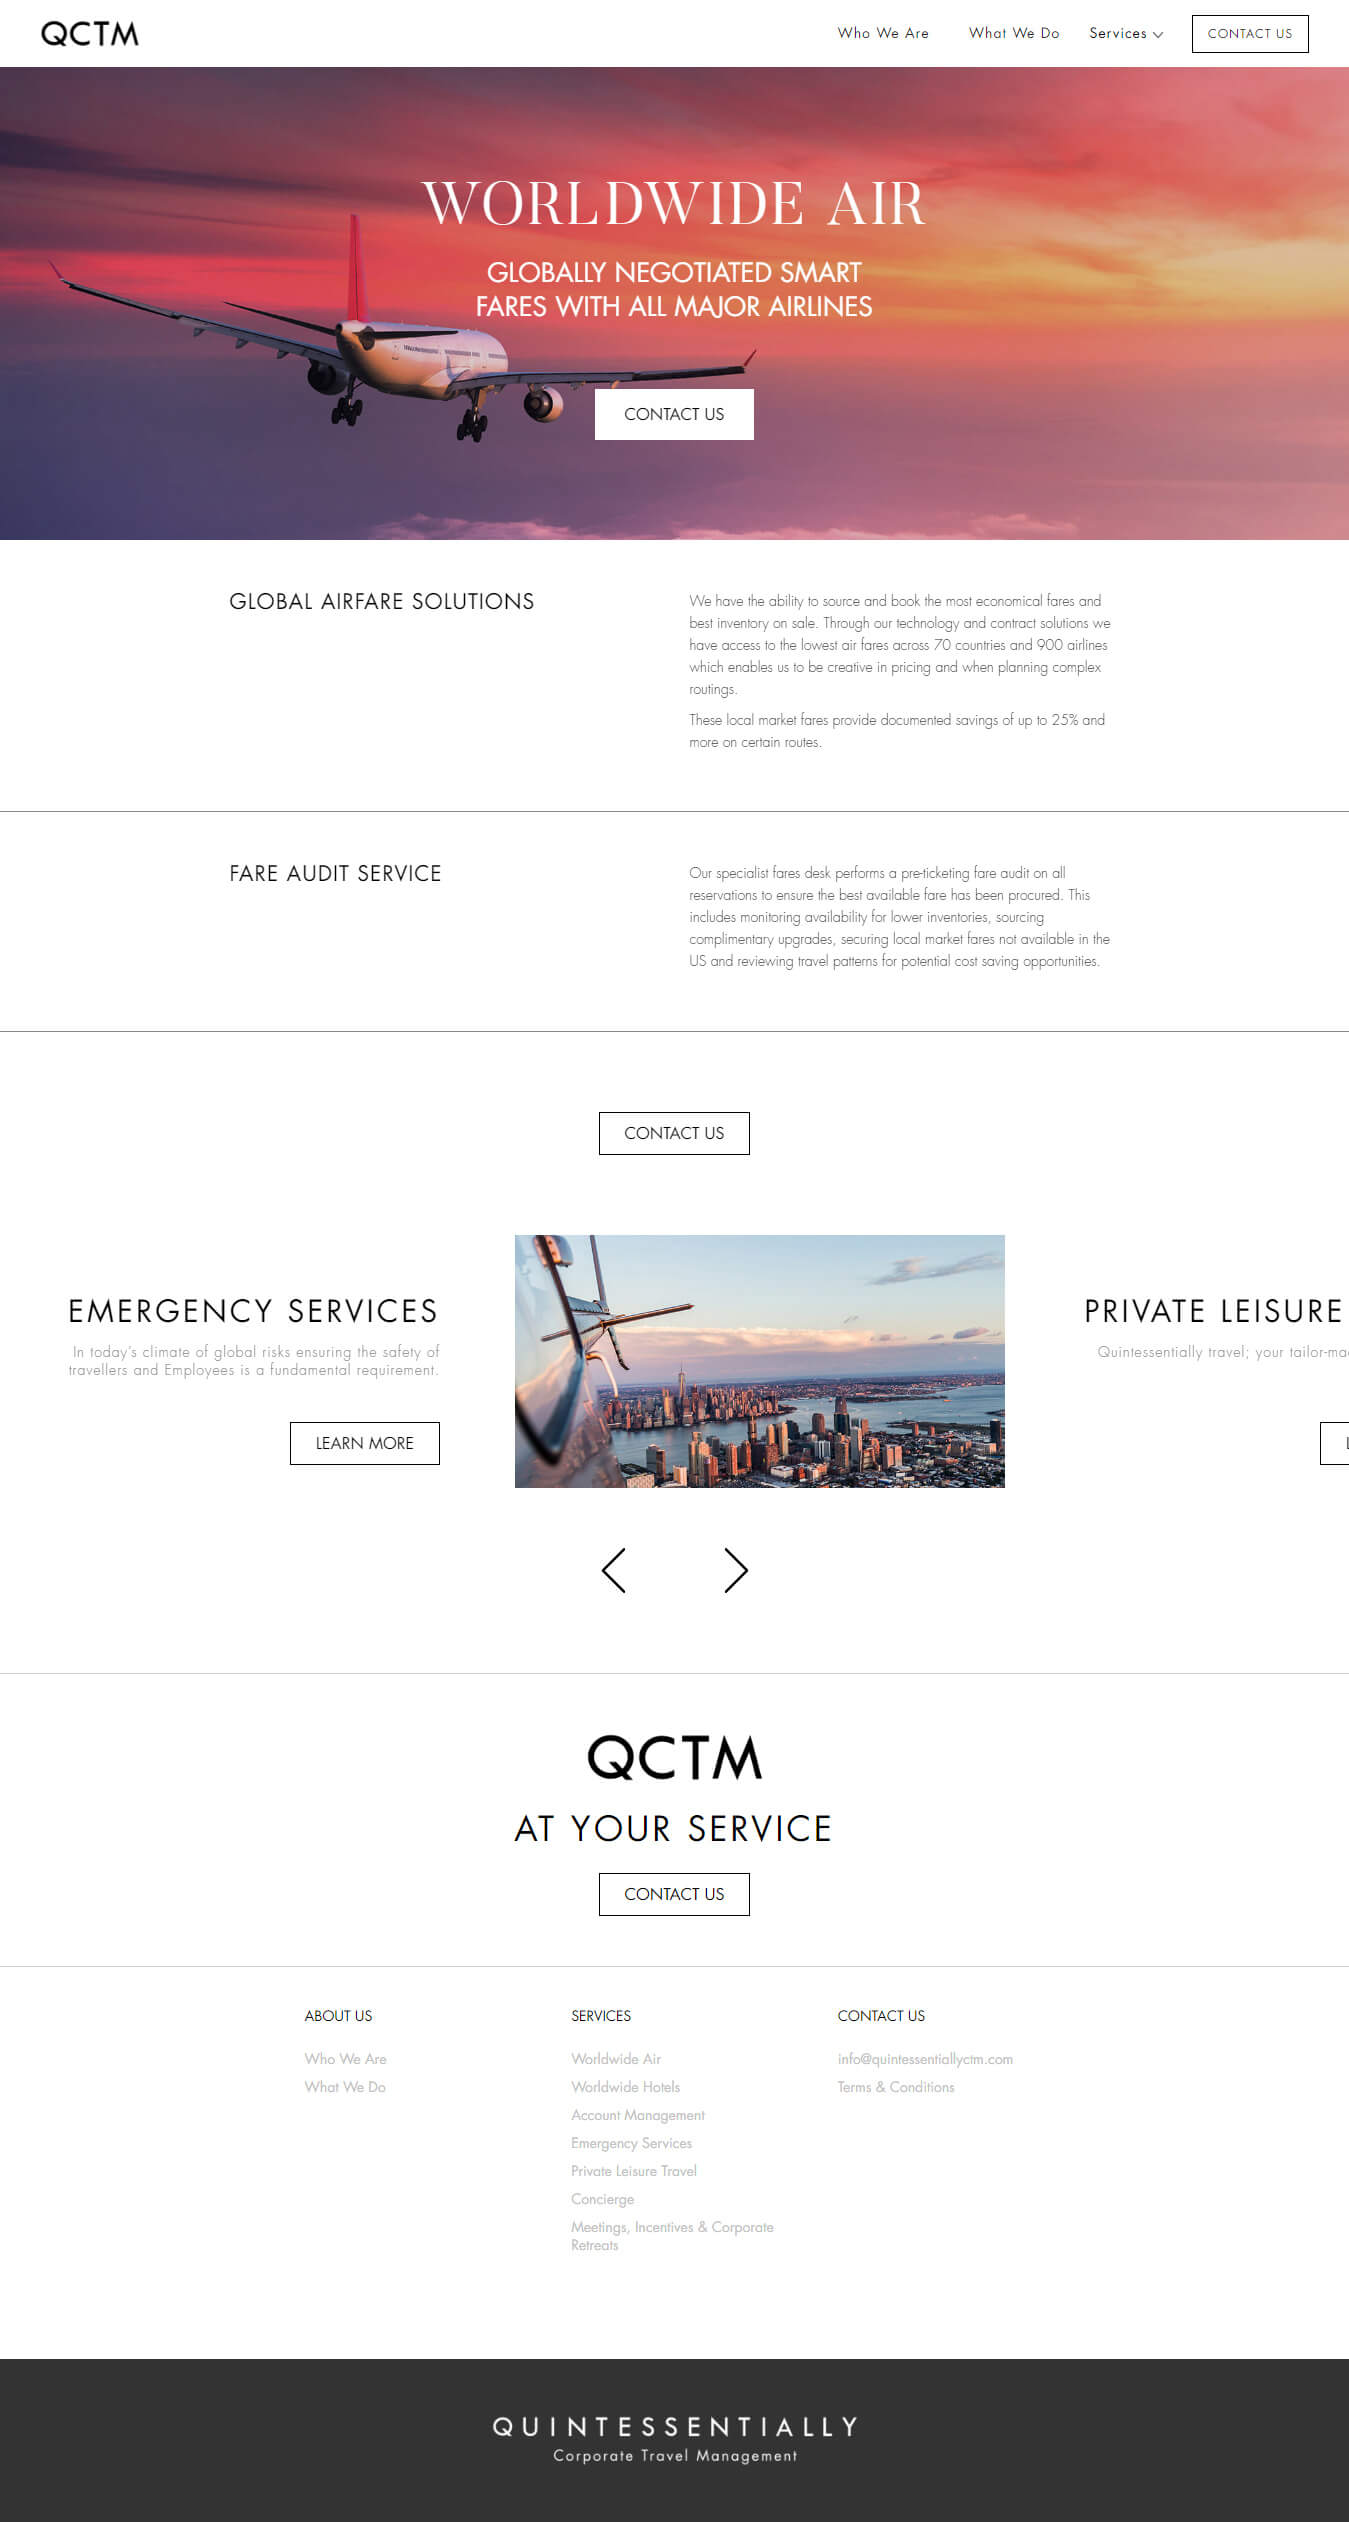 QCTM
Who We Are
What We Do
Services
CONTACT US
WORLDWIDE AIR
GLOBALLY NEGOTIATED SMART
FARES WITH ALL MAJOR AIRLINES
CONTACT US
GLOBAL AIRFARE SOLUTIONS
We have the ability to source and book the most economical fares and
best inventory on sale. Through our technology and contract solutions we
have access to the lowest air fares across 70 countries and 900 airlines
which enables us to be creative in pricing and when planning complex
routings.
These local market fares provide documented savings of up to 25% and
more on certain routes.
FARE AUDIT SERVICE
Our specialist fares desk performs a pre-ticketing fare audit on all
reservations to ensure the best available fare has been procured. This
includes monitoring availability for lower inventories, sourcing
complimentary upgrades, securing local market fares not available in the
US and reviewing travel patterns for potential cost saving opportunities.
CONTACT US
EMERGENCY SERVICES
In today's climate of global risks ensuring the safety of
travellers and Employees is a fundamental requirement.
LEARN MORE
PRIVATE LEISURE
Quintessentially travel; your tailor-mad
QCTM
AT YOUR SERVICE
CONTACT US
ABOUT US
Who We Are
What We Do
SERVICES
Worldwide Air
Worldwide Hotels
Account Management
Emergency Services
Private Leisure Travel
Concierge
Meetings, Incentives & Corporate
Retreats
CONTACT US
info@quintessentiallyctm.com
Terms & Conditions
QUINTESSENTIALLY
Corporate Travel Management